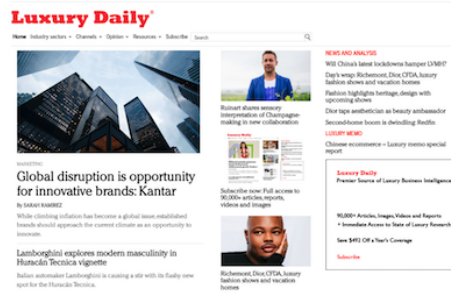 Luxury Daily®
Home Industry sectors Channels Opinion Resources Subscribe Search
MARKETING
Global disruption is opportunity
for innovative brands: Kantar
By SARAH RAMIREZ
While climbing inflation has become a global issue, established
brands should approach the current climate as an opportunity to
innovate.
Lamborghini explores modern masculinity in
Huracán Tecnica vignette
Italian automaker Lamborghini is causing a stir with its flashy new
spot for the Huracán Tecnica.
Ruinart shares sensory
interpretation of Champagne-
making in new collaboration
Luxury Daily
Subscribe now: Full access to
90,000+ articles, reports,
videos and images
Richemont, Dior, CFDA, luxury
fashion shows and vacation
homes
NEWS AND ANALYSIS
Will China's latest lockdowns hamper LVMH?
Day's wrap: Richemont, Dior, CFDA, luxury
fashion shows and vacation homes
Fashion highlights heritage, design with
upcoming shows
Dior taps aesthetician as beauty ambassador
Second-home boom is dwindling: Redfin
LUXURY MEMO
Chinese ecommerce – Luxury memo special
report
Luxury Daily
Premier Source of Luxury Business Intelligence
90,000+ Articles, Images, Videos and Reports
+ Immediate Access to State of Luxury Research
Save $492 Off a Year's Coverage
Subscribe